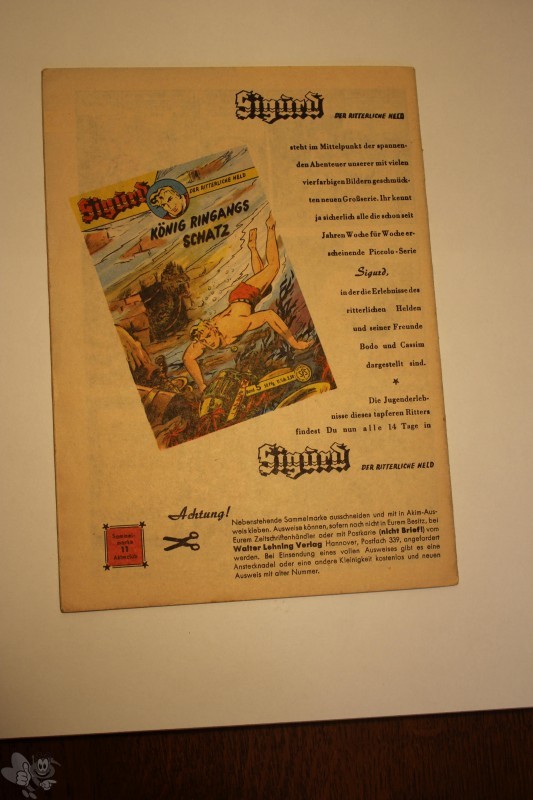 Sigurd DER RITTERLICHE HELD
steht im Mittelpunkt der spannen-
den Abenteuer unserer mit vielen
vierfarbigen Bildern geschmück-
ten neuen Großserie. Ihr kennt
ja sicherlich alle die schon seit
Jahren Woche für Woche er-
scheinende Piccolo-Serie
Sigurd,
in der die Erlebnisse des
ritterlichen Helden
und seiner Freunde
Bodo und Cassim
dargestellt sind.
Die Jugenderleb-
nisse dieses tapferen Ritters
findest Du nun alle 14 Tage in
Sigurd DER RITTERLICHE HELD
Sigurd
DER RITTERLICHE HELD
KÖNIG RINGANGS
SCHATZ
Achtung!
Nebenstehende Sammelmarke ausschneiden und mit in Akim-Aus-
weis kleben. Ausweise können, sofern noch nicht in Eurem Besitz, bei
Eurem Zeitschriftenhändler oder mit Postkarte (nicht Brief!) vom
Walter Lehning Verlag Hannover, Postfach 339, angefordert
werden. Bei Einsendung eines vollen Ausweises gibt es eine
Anstecknadel oder eine andere Kleinigkeit kostenlos und neuen
Ausweis mit alter Nummer.
Sammel-
marke
11